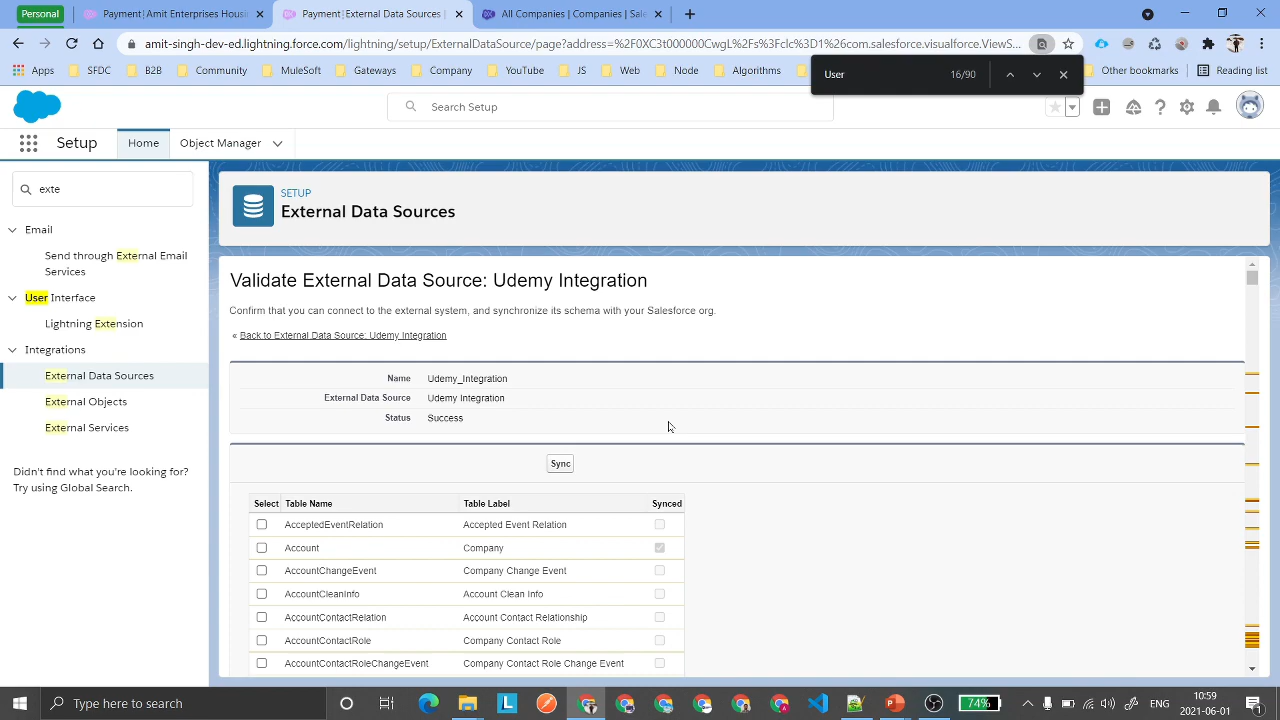 Personal
Payment|Enterprises Hous
Payment|External Data Sources
All Companies | Sale
amit-singh-dev-ed.lightning.force.com/lightning/setup/ExternalDataSource/page?address=%2F0XC3t000000CwgL%2Fs%3Fclc%3D1%26com.salesforce.visualforce.ViewS...
Apps
SFDC
B2B
Community
MuleSoft
Gateways
Company
YouTube
JS
Web
Node
Algorithms
Other bookmarks
Reading list
User
16/90
Search Setup
Setup
Home
Object Manager
exte
Email
Send through External Email
Services
User Interface
Lightning Extension
Integrations
External Data Sources
External Objects
External Services
Didn't find what you're looking for?
Try using Global Search.
SETUP
External Data Sources
Validate External Data Source: Udemy Integration
Confirm that you can connect to the external system, and synchronize its schema with your Salesforce org.
« Back to External Data Source: Udemy Integration
Name Udemy_Integration
External Data Source Udemy Integration
Status Success
Sync
Select Table Name Table Label Synced
AcceptedEventRelation Accepted Event Relation
Account Company
AccountChangeEvent Company Change Event
AccountCleanInfo Account Clean Info
AccountContactRelation Account Contact Relationship
AccountContactRole Company Contact Role
AccountContactRoleChangeEvent Company Contact Role Change Event
Type here to search
74%
ENG
10:59
2021-06-01